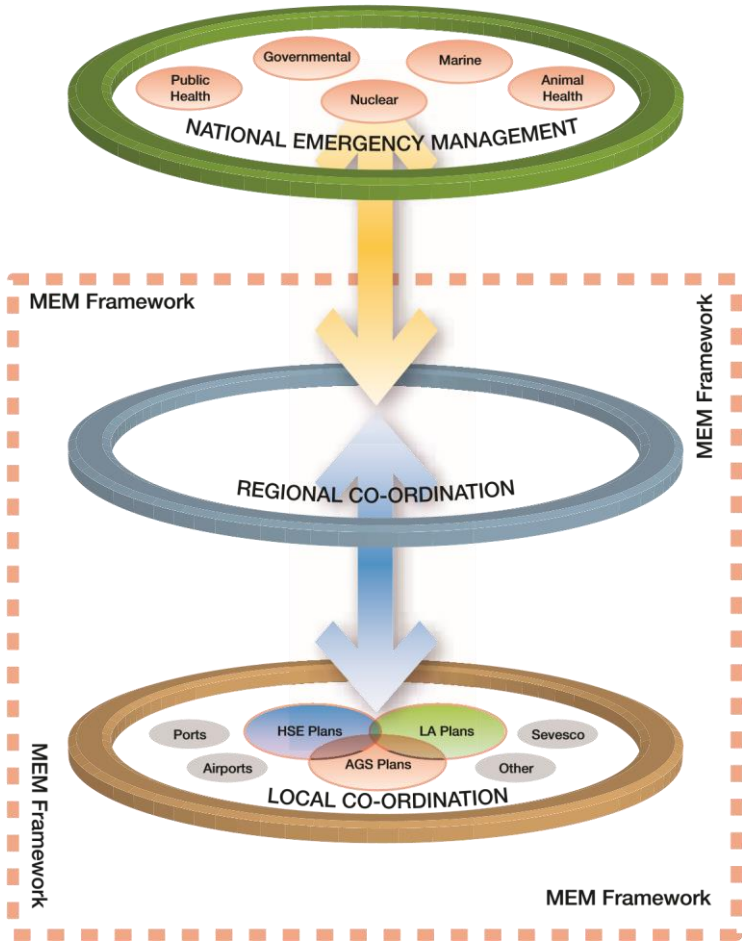 Governmental
Marine
Public
Health
Animal
Health
Nuclear
NATIONAL EMERGENCY MANAGEMENT
MEM Framework
MEM Framework
REGIONAL CO-ORDINATION
HSE Plans
LA Plans
Ports
Sevesco
AGS Plans
Airports
Other
LOCAL CO-ORDINATION
MEM Framework
MEM Framework